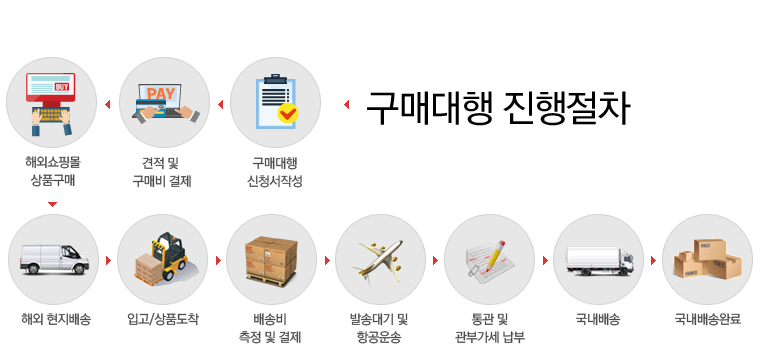 구매대행 진행절차
BUY
PAY
해외쇼핑몰
상품구매
견적 및
구매비 결제
구매대행
신청서작성
해외 현지배송
입고/상품도착
배송비
측정 및 결제
발송대기 및
항공운송
통관 및
관부가세 납부
국내배송
국내배송완료